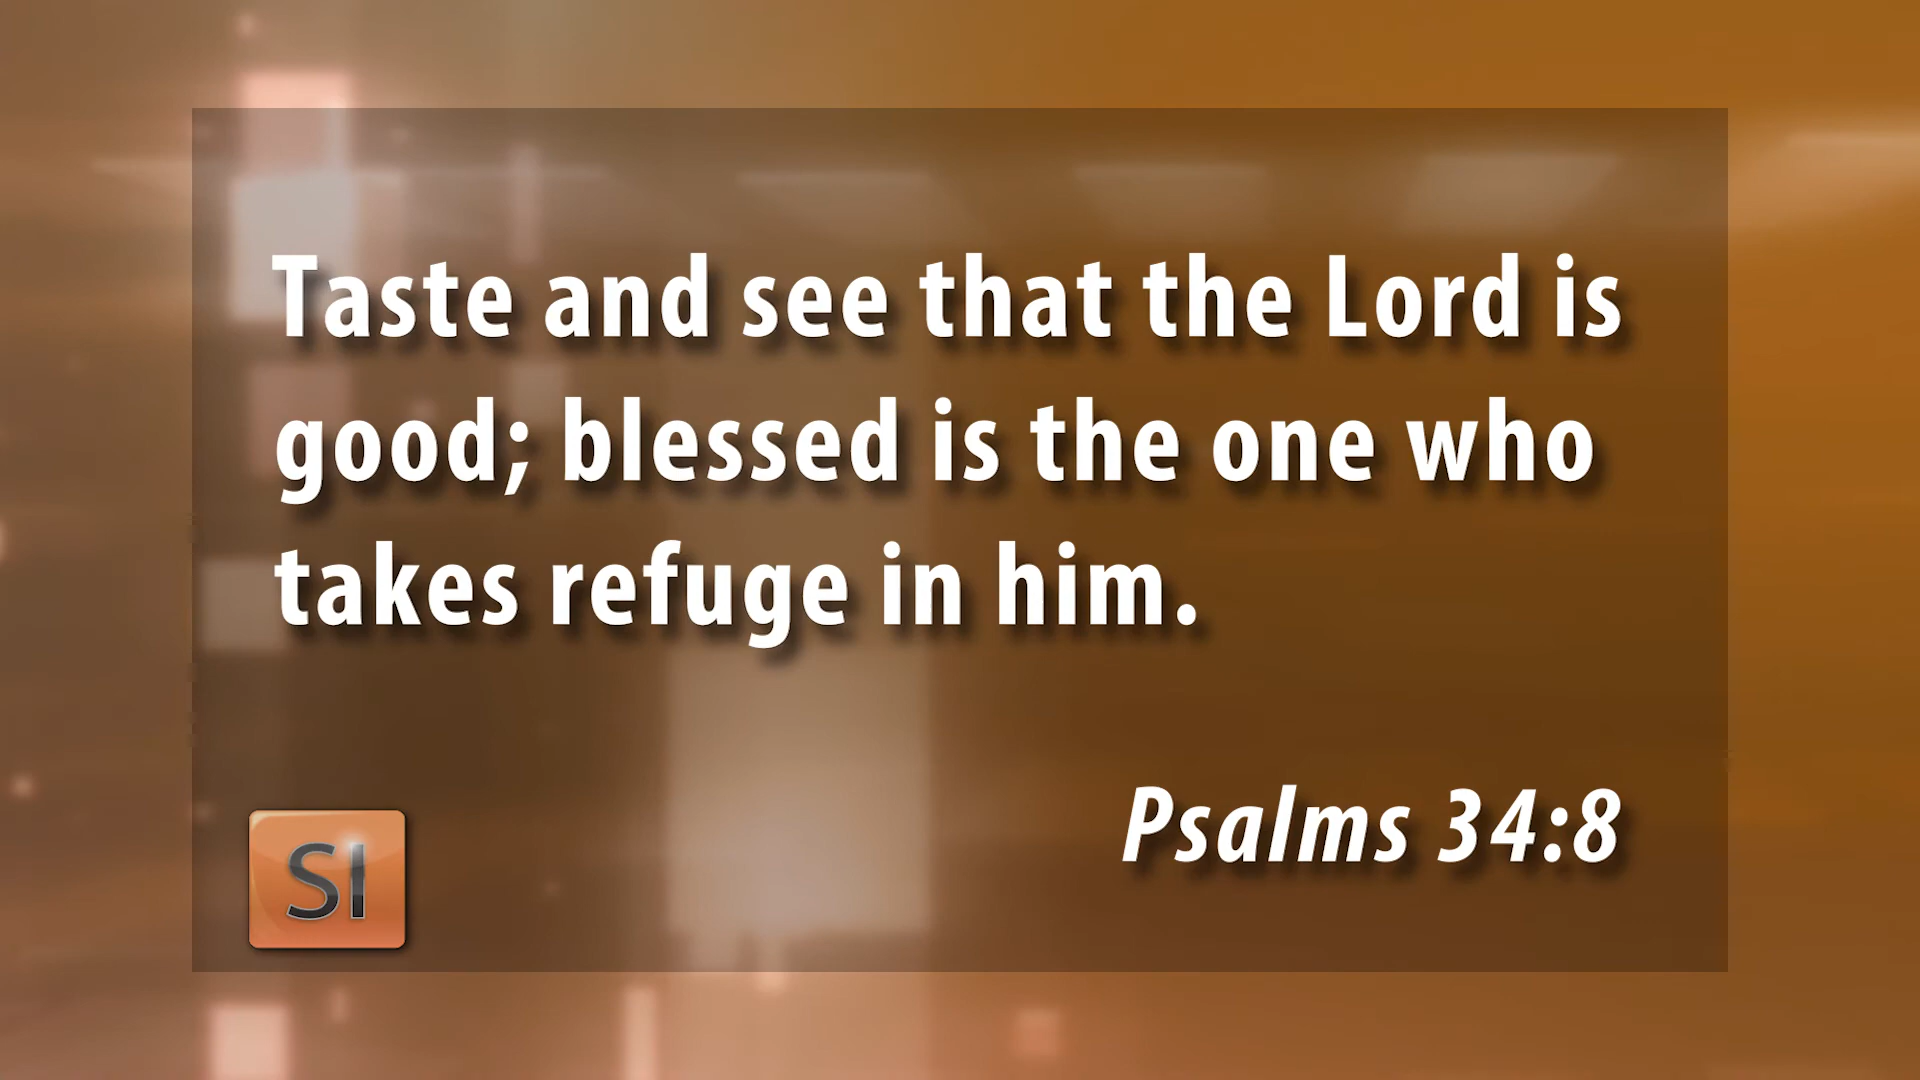 Taste and see that the Lord is
good; blessed is the one who
takes refuge in him.
Psalms 34:8
SI